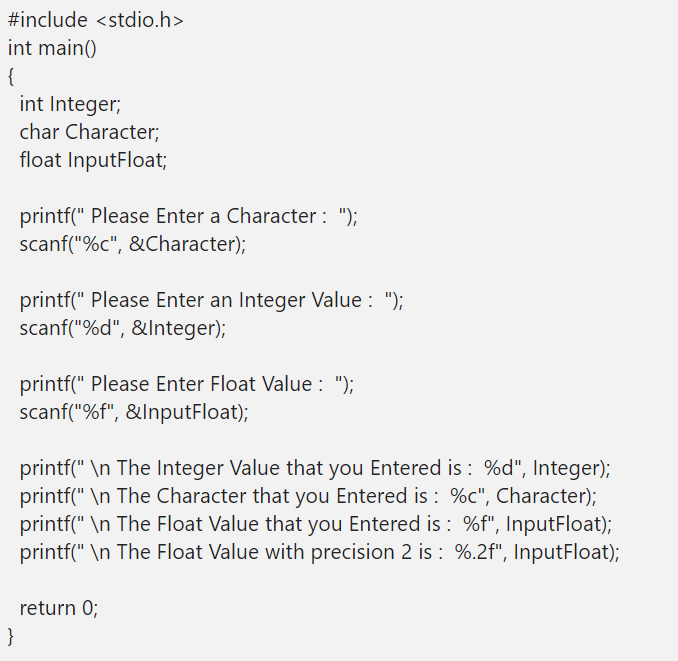 #include <stdio.h>
int main()
{
  int Integer;
  char Character;
  float InputFloat;

  printf(" Please Enter a Character :  ");
  scanf("%c", &Character);

  printf(" Please Enter an Integer Value :  ");
  scanf("%d", &Integer);

  printf(" Please Enter Float Value :  ");
  scanf("%f", &InputFloat);

  printf(" \n The Integer Value that you Entered is :  %d", Integer);
  printf(" \n The Character that you Entered is :  %c", Character);
  printf(" \n The Float Value that you Entered is :  %f", InputFloat);
  printf(" \n The Float Value with precision 2 is :  %.2f", InputFloat);

  return 0;
}